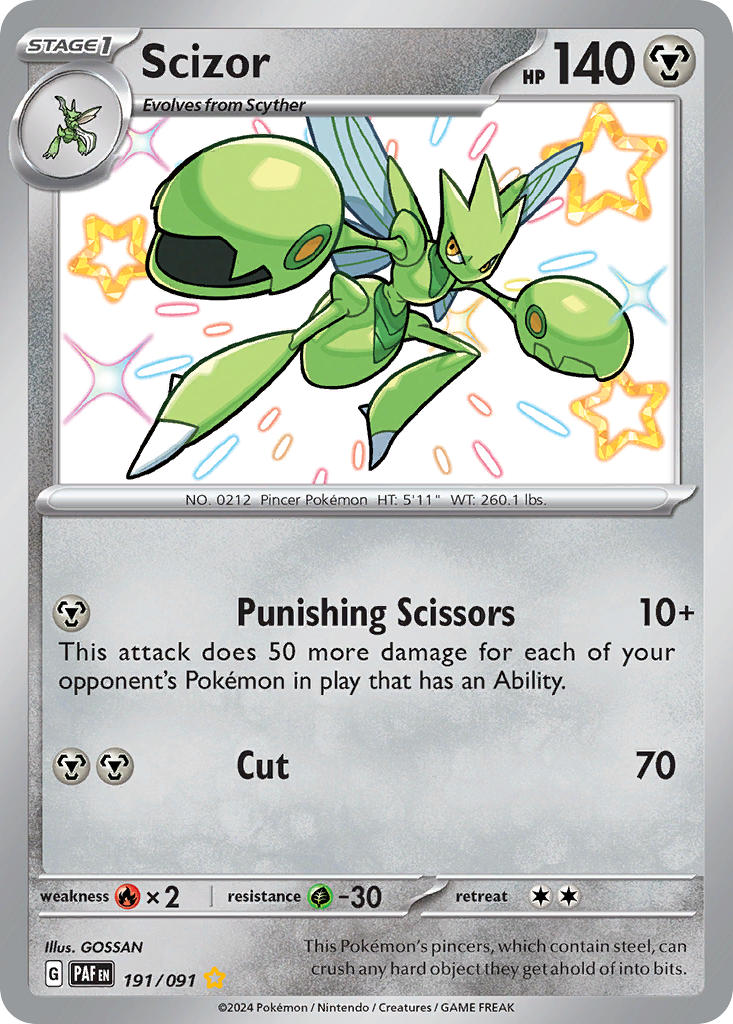 STAGE1
Scizor
HP 140
Evolves from Scyther
NO. 0212 Pincer Pokémon HT: 5'11" WT: 260.1 lbs.
Punishing Scissors 10+
This attack does 50 more damage for each of your
opponent's Pokémon in play that has an Ability.
Cut 70
weakness ×2 resistance -30 retreat
Illus. GOSSAN
This Pokémon's pincers, which contain steel, can
crush any hard object they get ahold of into bits.
G PAF EN 191/091
©2024 Pokémon / Nintendo / Creatures / GAME FREAK